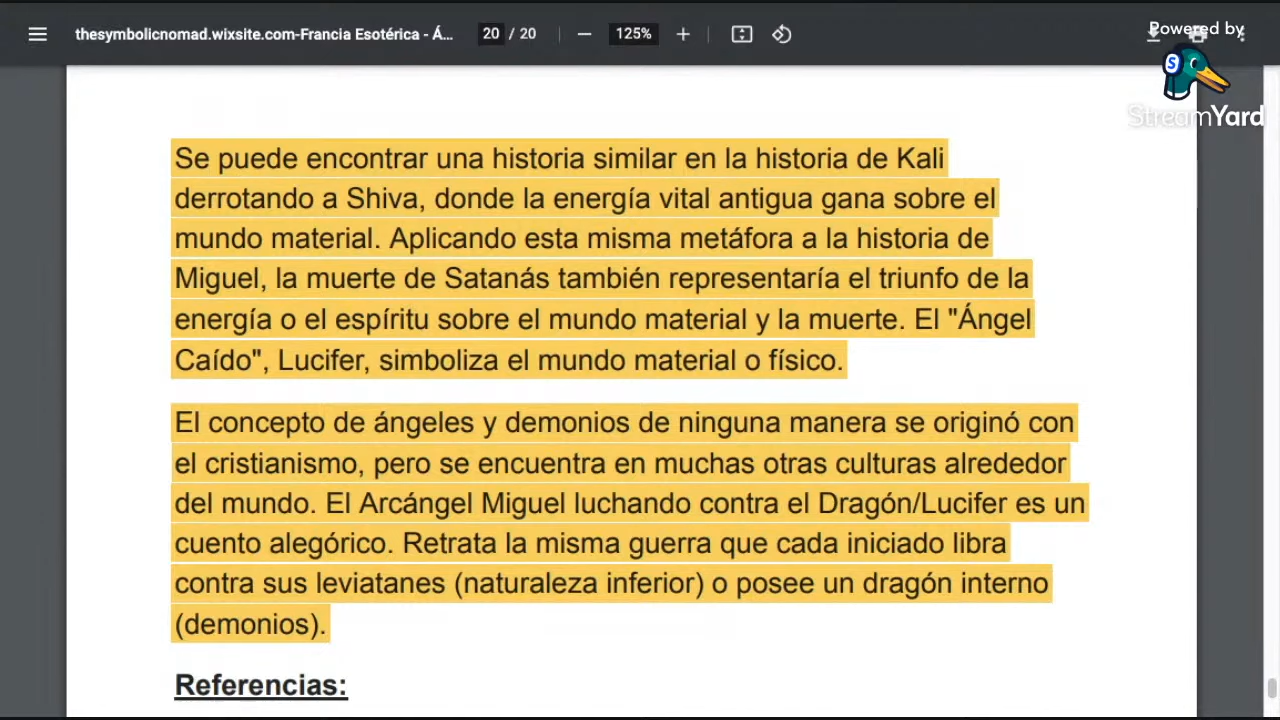 thesymbolicnomad.wixsite.com-Francia Esotérica - Á... 20 / 20 125%
Powered by
StreamYard
Se puede encontrar una historia similar en la historia de Kali
derrotando a Shiva, donde la energía vital antigua gana sobre el
mundo material. Aplicando esta misma metáfora a la historia de
Miguel, la muerte de Satanás también representaría el triunfo de la
energía o el espíritu sobre el mundo material y la muerte. El "Ángel
Caído", Lucifer, simboliza el mundo material o físico.
El concepto de ángeles y demonios de ninguna manera se originó con
el cristianismo, pero se encuentra en muchas otras culturas alrededor
del mundo. El Arcángel Miguel luchando contra el Dragón/Lucifer es un
cuento alegórico. Retrata la misma guerra que cada iniciado libra
contra sus leviatanes (naturaleza inferior) o posee un dragón interno
(demonios).
Referencias: